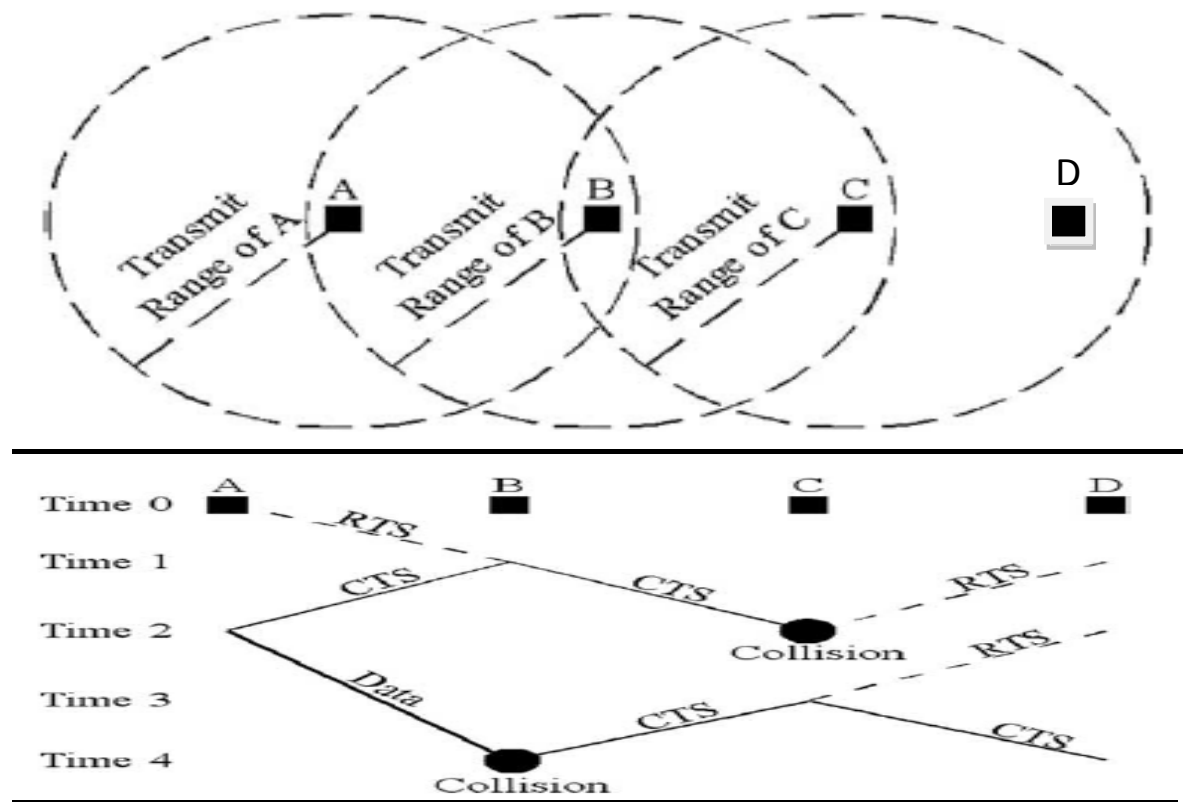 D
A
B
C
Transmit
Range of A
Transmit
Range of B
Transmit
Range of C
A
B
C
D
Time 0
RTS
Time 1
CTS
CTS
RTS
Time 2
Collision
RTS
Data
Time 3
CTS
CTS
Time 4
Collision